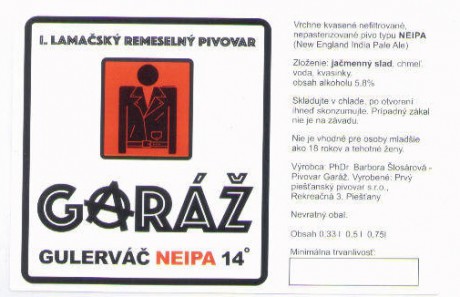 I. LAMAČSKÝ REMESELNÝ PIVOVAR
GARÁŽ
GULERVÁČ NEIPA 14°
Vrchne kvasené nefiltrované,
nepasterizované pivo typu NEIPA
(New England India Pale Ale)
Zloženie: jačmenný slad, chmeľ,
voda, kvasinky,
obsah alkoholu 5,8%
Skladujte v chlade, po otvorení
ihneď skonzumujte. Prípadný zákal
nie je na závadu.
Nie je vhodné pre osoby mladšie
ako 18 rokov a tehotné ženy.
Výrobca: PhDr. Barbora Šlosárová -
Pivovar Garáž. Vyrobené: Prvý
piešťanský pivovar s.r.o.,
Rekreačná 3, Piešťany
Nevratný obal.
Obsah 0,33 l 0,5 l 0,75l
Minimálna trvanlivosť: